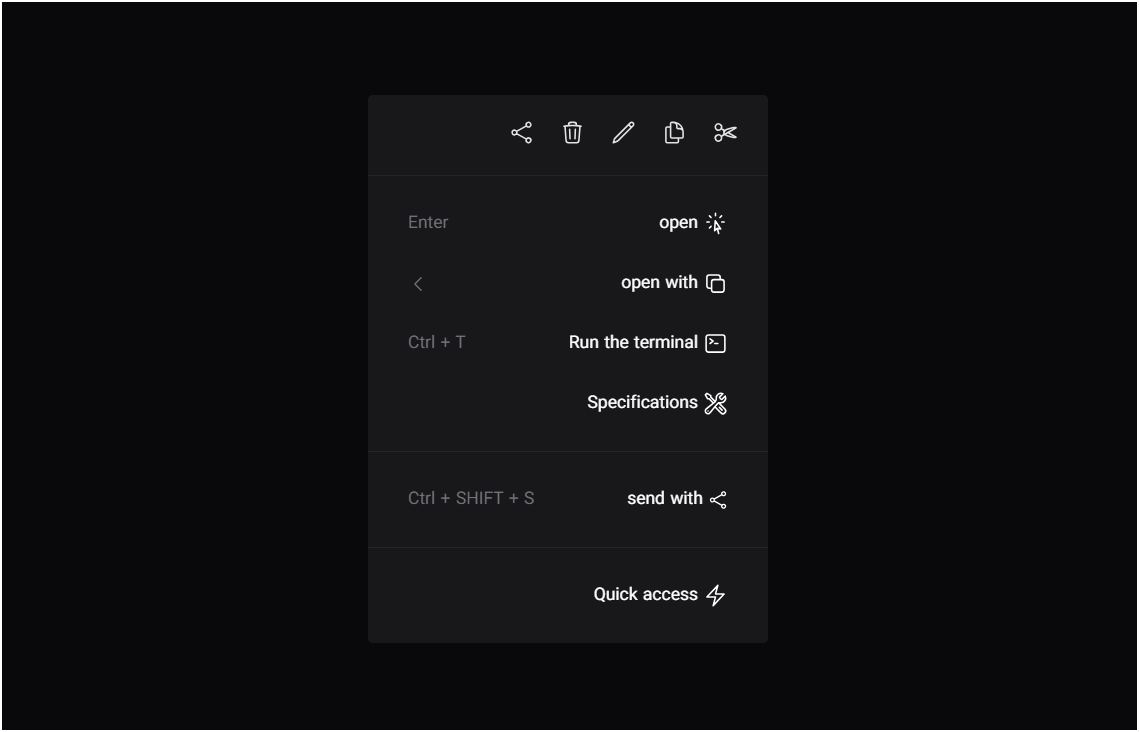 Enter open
open with
Ctrl + T Run the terminal
Specifications
Ctrl + SHIFT + S send with
Quick access